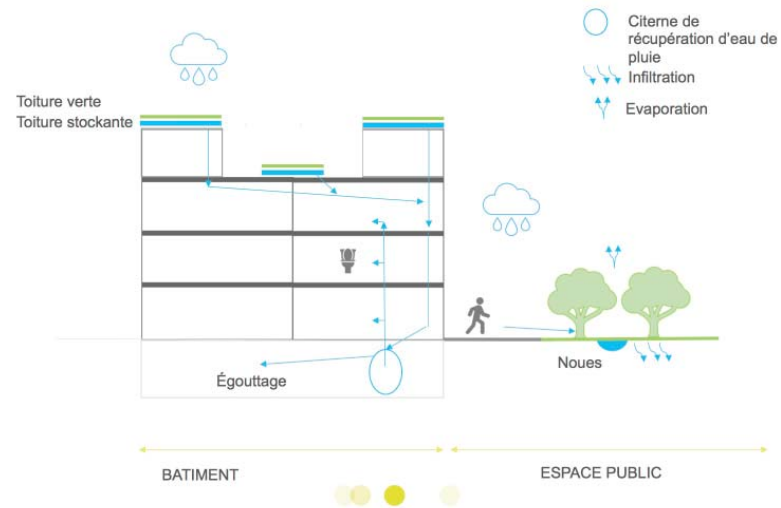 Citerne de
récupération d'eau de
pluie
Infiltration
Evaporation
Toiture verte
Toiture stockante
Égouttage
Noues
BATIMENT
ESPACE PUBLIC